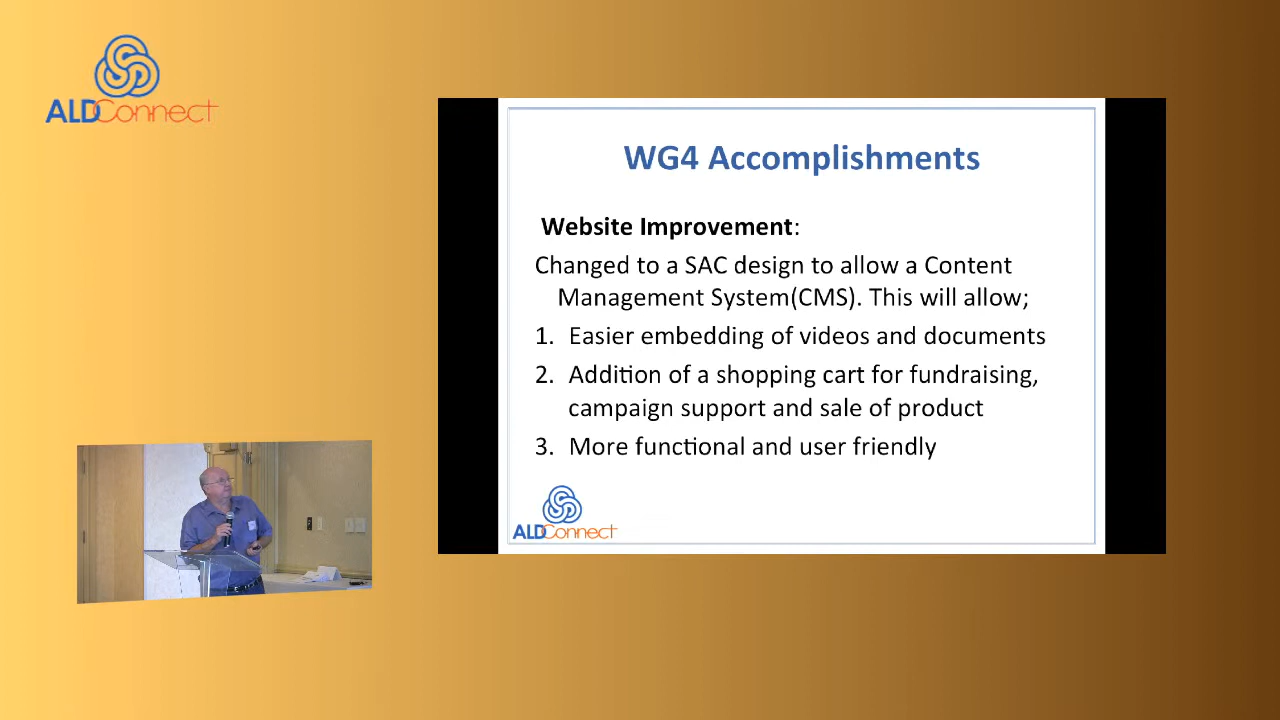 ALDConnect
WG4 Accomplishments
Website Improvement:
Changed to a SAC design to allow a Content
Management System(CMS). This will allow;
1. Easier embedding of videos and documents
2. Addition of a shopping cart for fundraising,
campaign support and sale of product
3. More functional and user friendly
ALDConnect